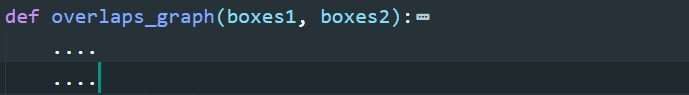 def overlaps_graph(boxes1, boxes2):
....
....